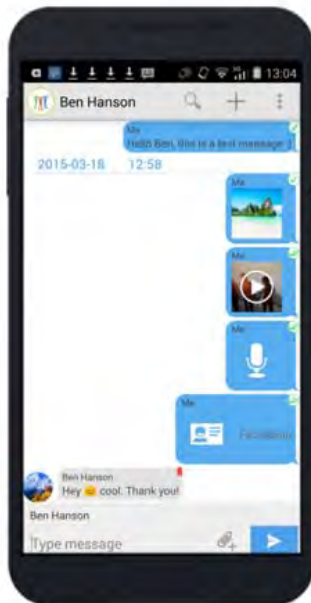 13:04
Ben Hanson
Me
Hello Ben, this is a test message :)
2015-03-18 12:58
Me
Me
Me
Me
Ben Hanson
Hey 😊 cool. Thank you!
Ben Hanson
Type message